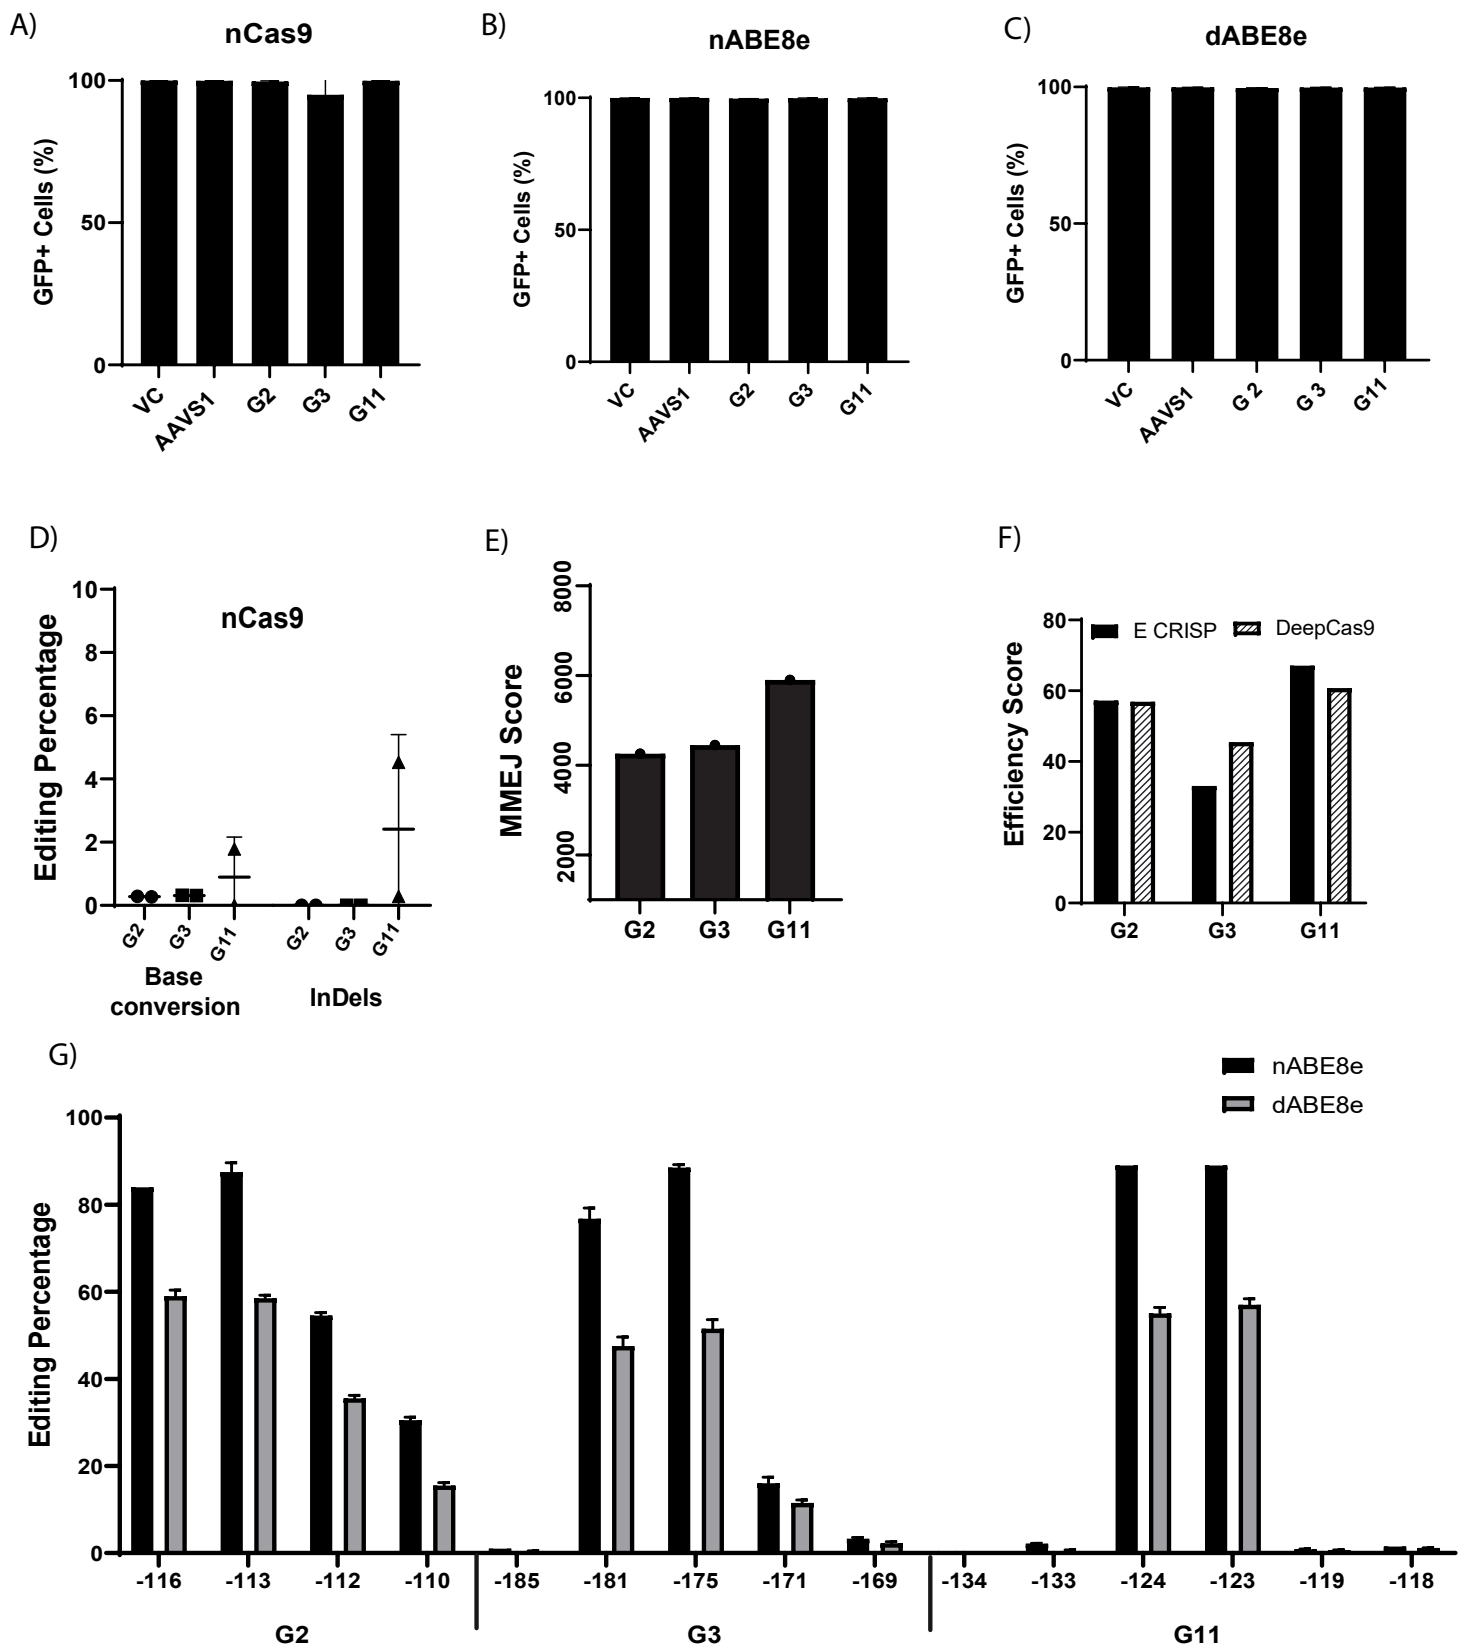 A)
nCas9
GFP+ Cells (%)
100
50
0
VC
AAVS1
G2
G3
G11
B)
nABE8e
GFP+ Cells (%)
100
50
0
VC
AAVS1
G2
G3
G11
C)
dABE8e
GFP+ Cells (%)
100
50
0
VC
AAVS1
G 2
G 3
G11
D)
nCas9
Editing Percentage
10
8
6
4
2
0
G2
G3
G11
G2
G3
G11
Base
conversion
InDels
E)
MMEJ Score
8000
6000
4000
2000
G2
G3
G11
F)
Efficiency Score
80
60
40
20
0
E CRISP
DeepCas9
G2
G3
G11
G)
nABE8e
dABE8e
Editing Percentage
100
80
60
40
20
0
-116
-113
-112
-110
-185
-181
-175
-171
-169
-134
-133
-124
-123
-119
-118
G2
G3
G11